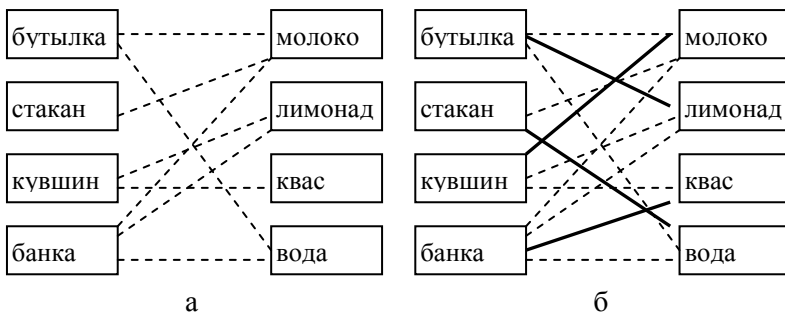 бутылка молоко бутылка молоко
стакан лимонад стакан лимонад
кувшин квас кувшин квас
банка вода банка вода
а б